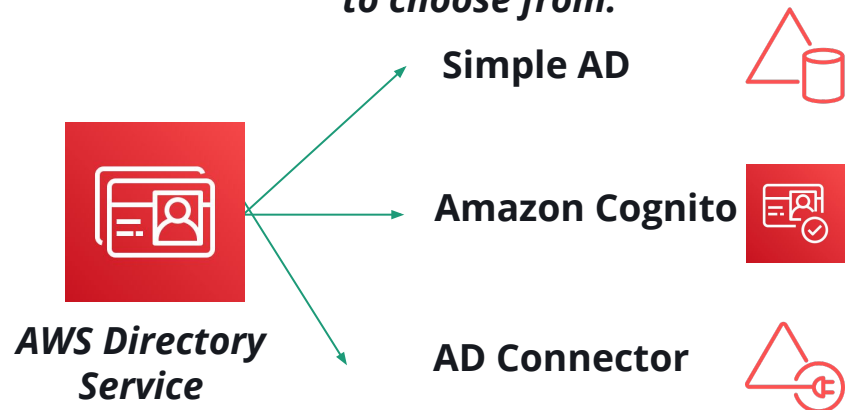 to choose from:
Simple AD
Amazon Cognito
AWS Directory
Service
AD Connector